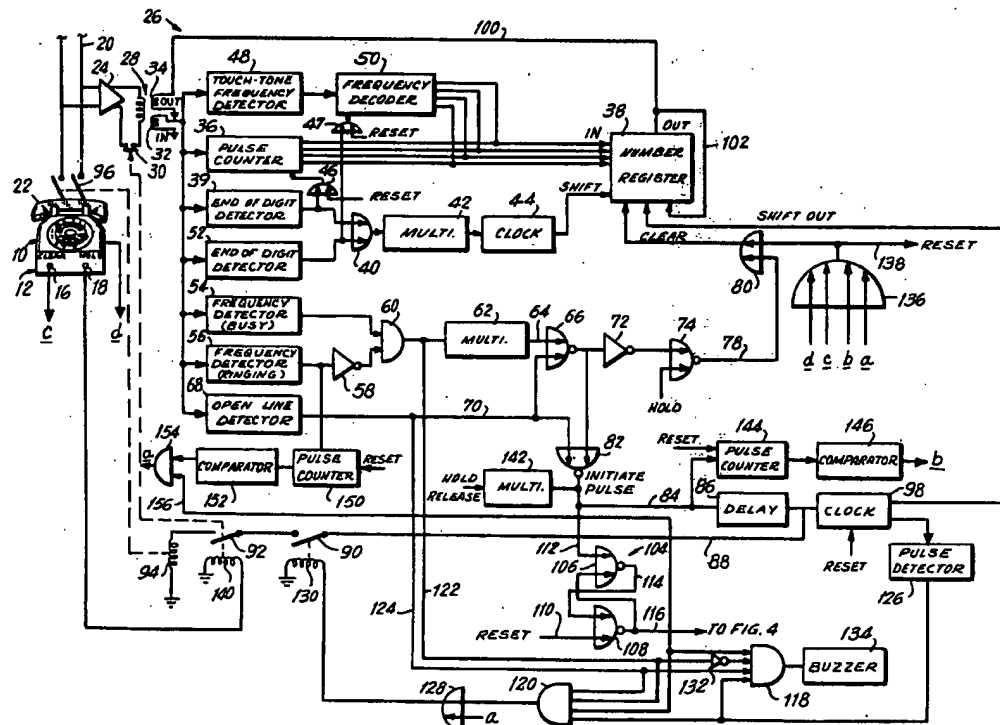 26
100
20
24
28
34
OUT
IN
32
30
96
22
10
CLEAR
HOLD
12
16
18
c
d
48
TOUCH-TONE
FREQUENCY
DETECTOR
50
FREQUENCY
DECODER
47
RESET
36
PULSE
COUNTER
46
RESET
39
END OF DIGIT
DETECTOR
52
END OF DIGIT
DETECTOR
40
42
MULTI.
44
CLOCK
SHIFT
IN
38
OUT
NUMBER
REGISTER
102
CLEAR
SHIFT OUT
RESET
138
80
136
d c b a
54
FREQUENCY
DETECTOR
(BUSY)
56
FREQUENCY
DETECTOR
(RINGING)
58
60
62
MULTI.
64
66
72
74
78
HOLD
68
OPEN LINE
DETECTOR
70
82
INITIATE
PULSE
154
COMPARATOR
152
PULSE
COUNTER
150
RESET
156
HOLD
RELEASE
142
MULTI.
84
RESET
144
PULSE
COUNTER
146
COMPARATOR
b
86
DELAY
98
CLOCK
RESET
88
PULSE
DETECTOR
126
94
92
140
90
130
124
122
112
104
106
114
110
RESET
108
116
TO FIG. 4
132
118
134
BUZZER
128
a
120